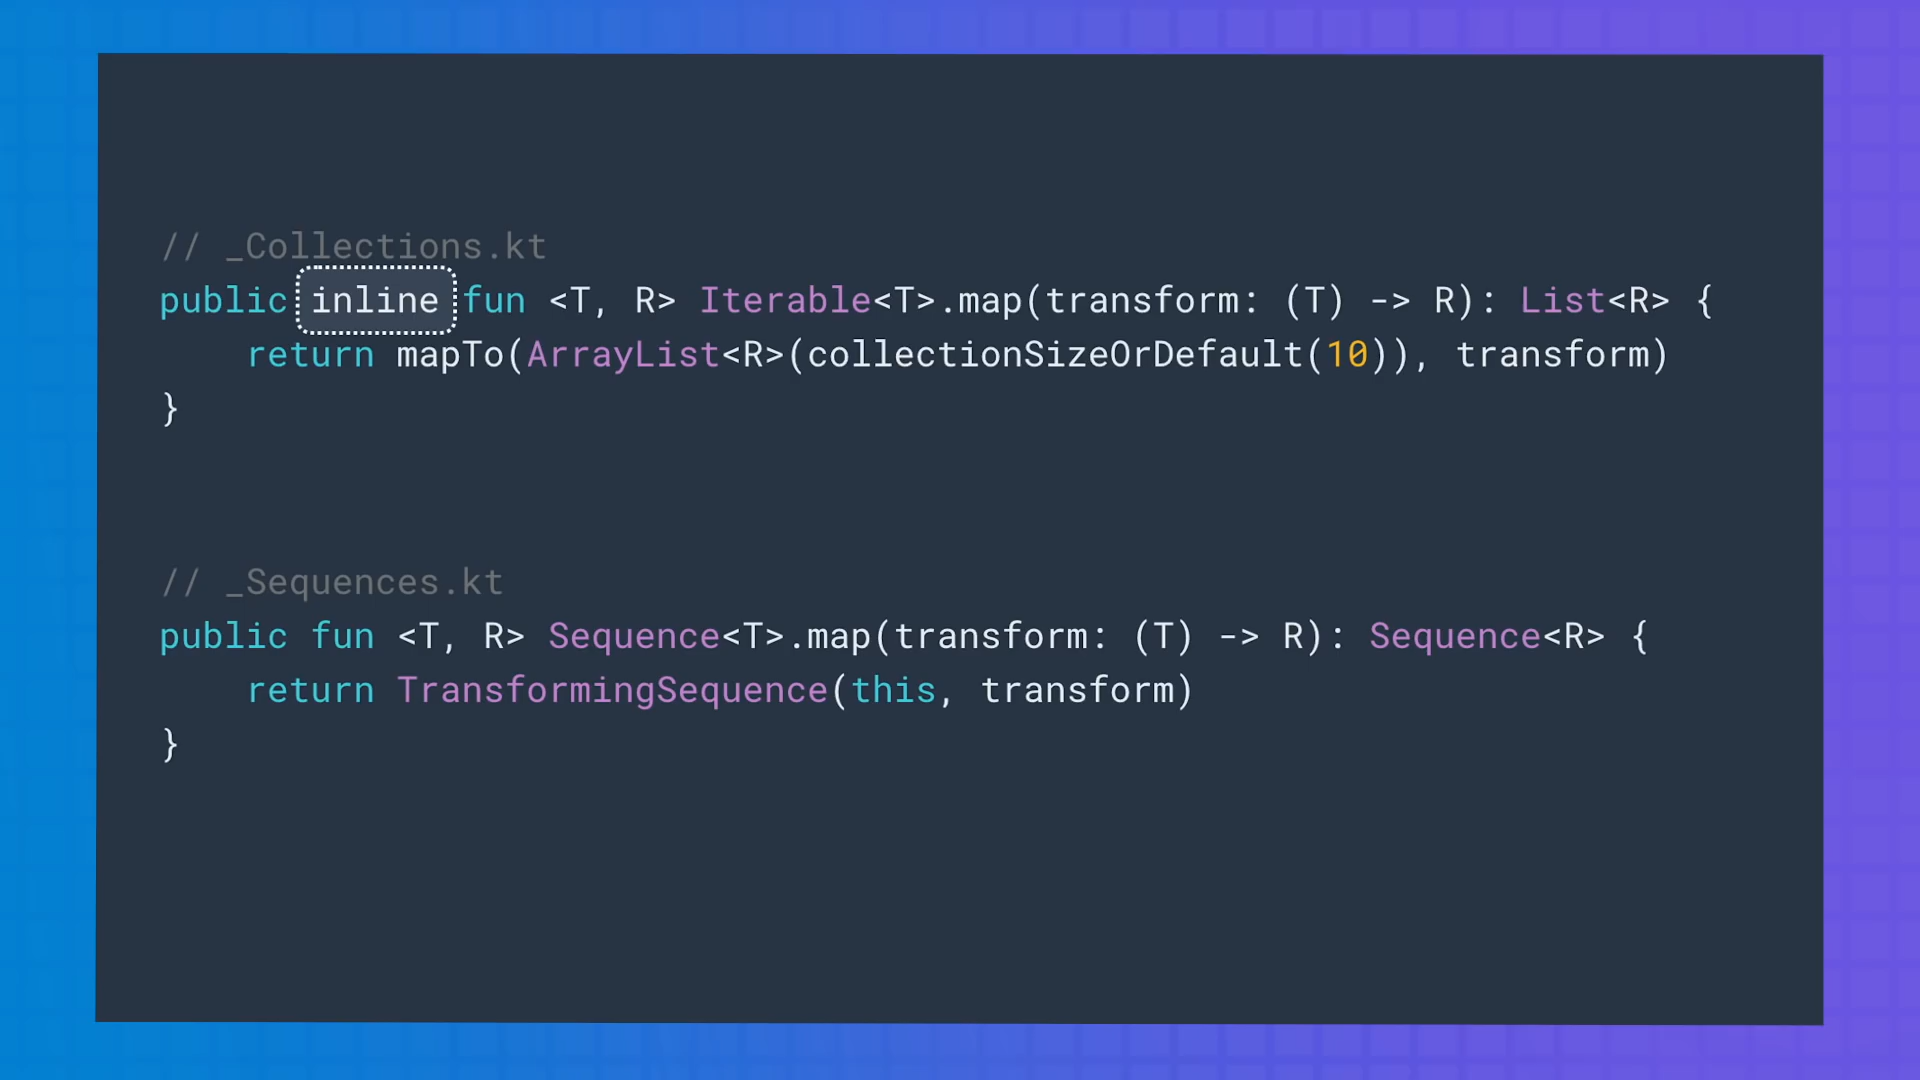 // _Collections.kt
public inline fun <T, R> Iterable<T>.map(transform: (T) -> R): List<R> {
    return mapTo(ArrayList<R>(collectionSizeOrDefault(10)), transform)
}
// _Sequences.kt
public fun <T, R> Sequence<T>.map(transform: (T) -> R): Sequence<R> {
    return TransformingSequence(this, transform)
}